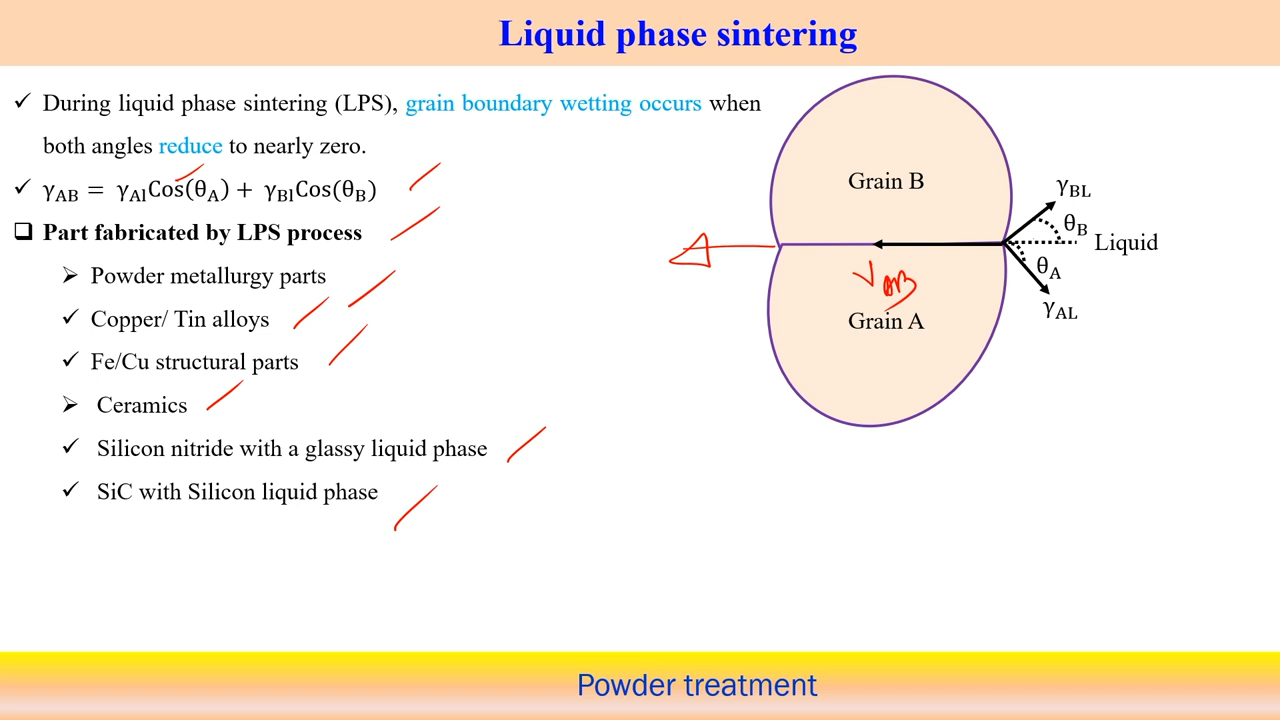 Liquid phase sintering
✓ During liquid phase sintering (LPS), grain boundary wetting occurs when
both angles reduce to nearly zero.
✓ γAB = γAlCos(θA) + γBlCos(θB)
❑ Part fabricated by LPS process
➢ Powder metallurgy parts
✓ Copper/ Tin alloys
✓ Fe/Cu structural parts
➢ Ceramics
✓ Silicon nitride with a glassy liquid phase
✓ SiC with Silicon liquid phase
Grain B
γBL
θB
Liquid
θA
γAL
γAB
Grain A
Powder treatment